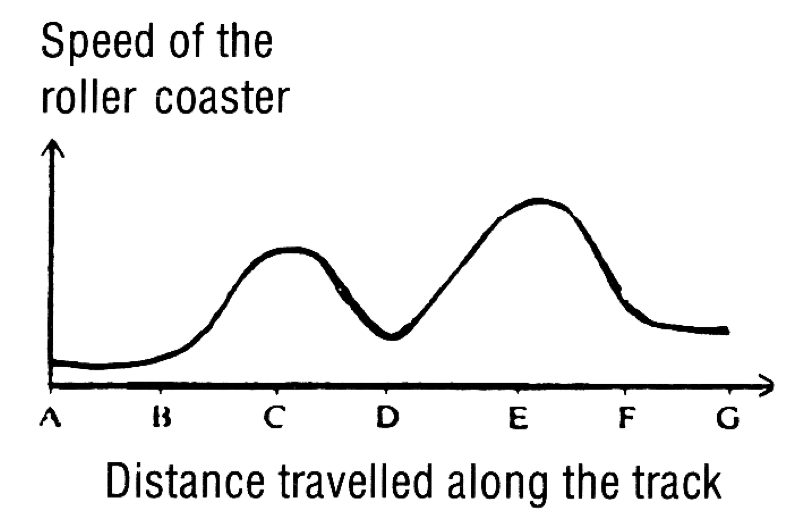 Speed of the
roller coaster
A B C D E F G
Distance travelled along the track